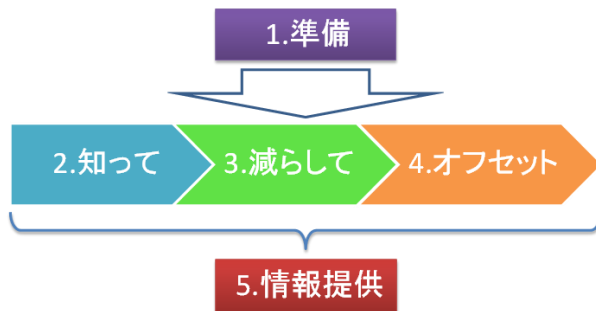 1.準備
2.知って
3.減らして
4.オフセット
5.情報提供